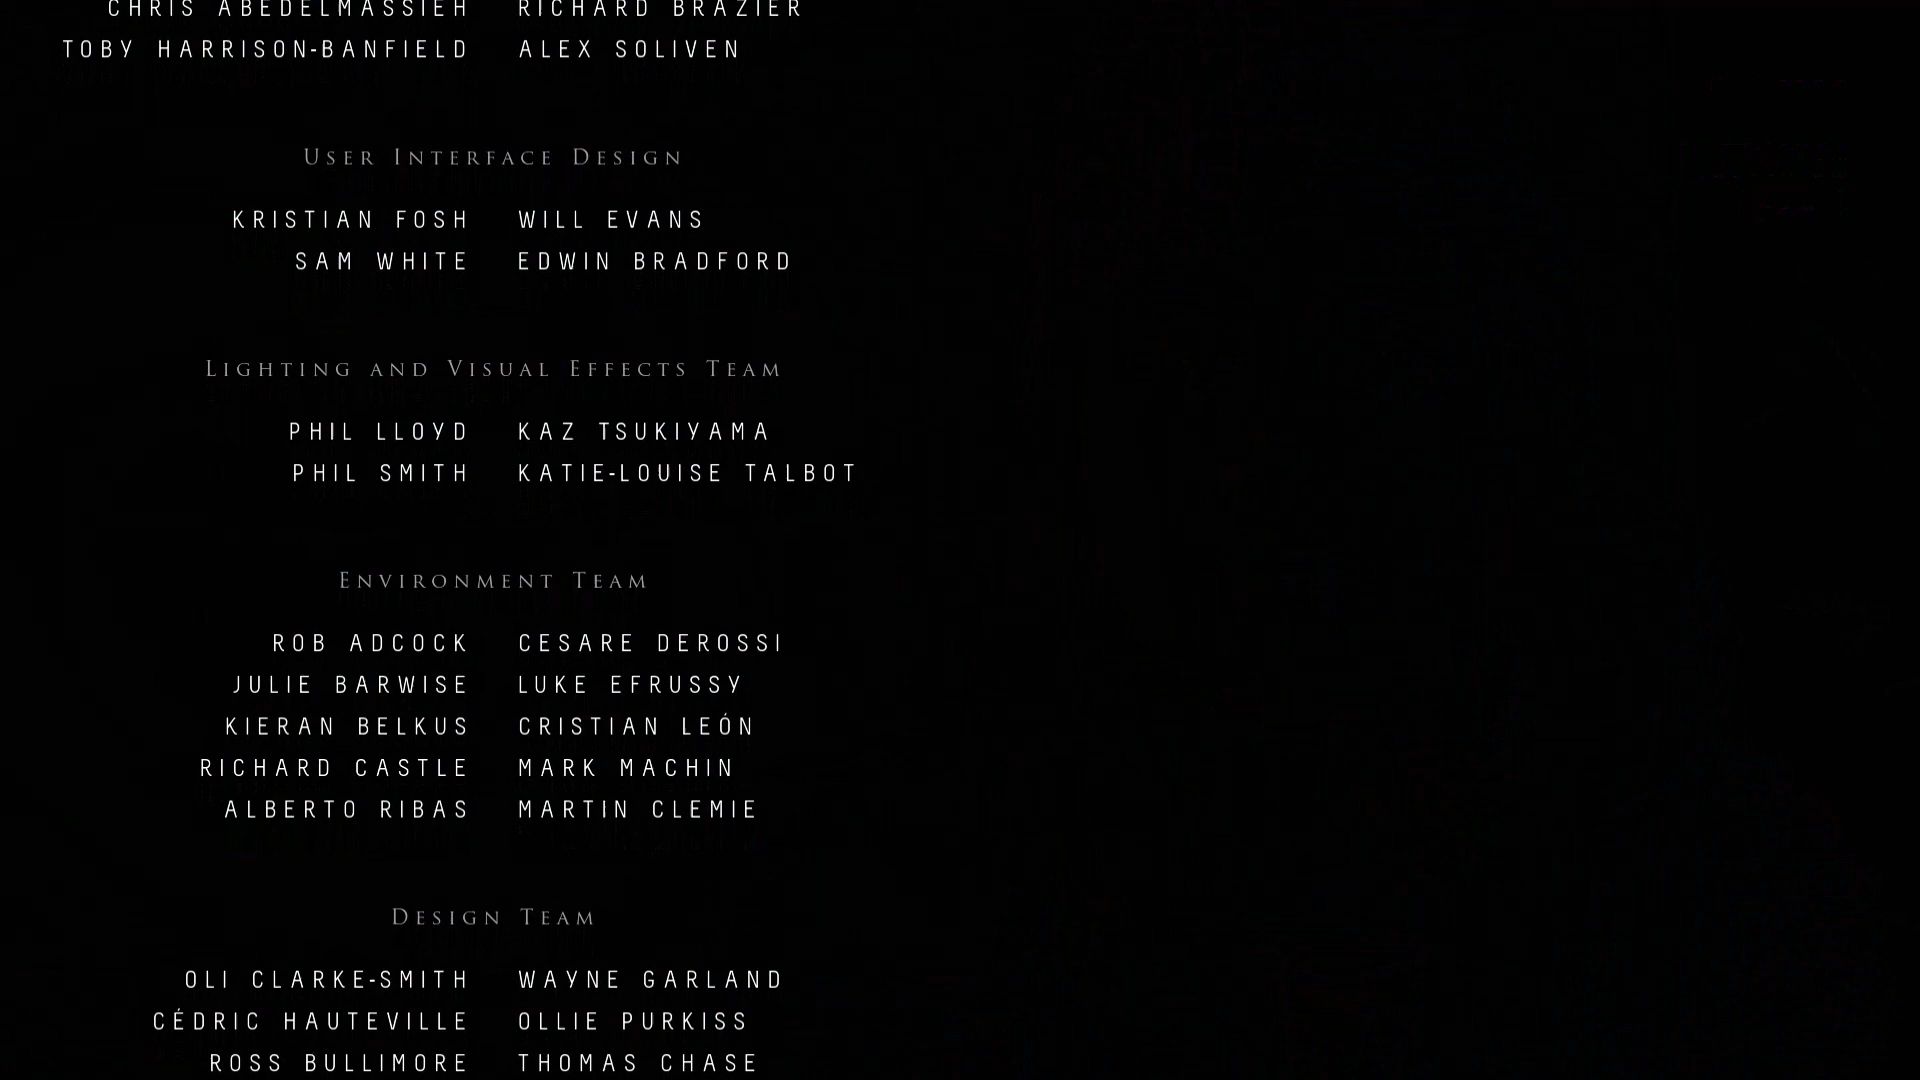 CHRIS ABEDELMASSIEH RICHARD BRAZIER
TOBY HARRISON-BANFIELD ALEX SOLIVEN
User Interface Design
KRISTIAN FOSH WILL EVANS
SAM WHITE EDWIN BRADFORD
Lighting and Visual Effects Team
PHIL LLOYD KAZ TSUKIYAMA
PHIL SMITH KATIE-LOUISE TALBOT
Environment Team
ROB ADCOCK CESARE DEROSSI
JULIE BARWISE LUKE EFRUSSY
KIERAN BELKUS CRISTIAN LEÓN
RICHARD CASTLE MARK MACHIN
ALBERTO RIBAS MARTIN CLEMIE
Design Team
OLI CLARKE-SMITH WAYNE GARLAND
CÉDRIC HAUTEVILLE OLLIE PURKISS
ROSS BULLIMORE THOMAS CHASE